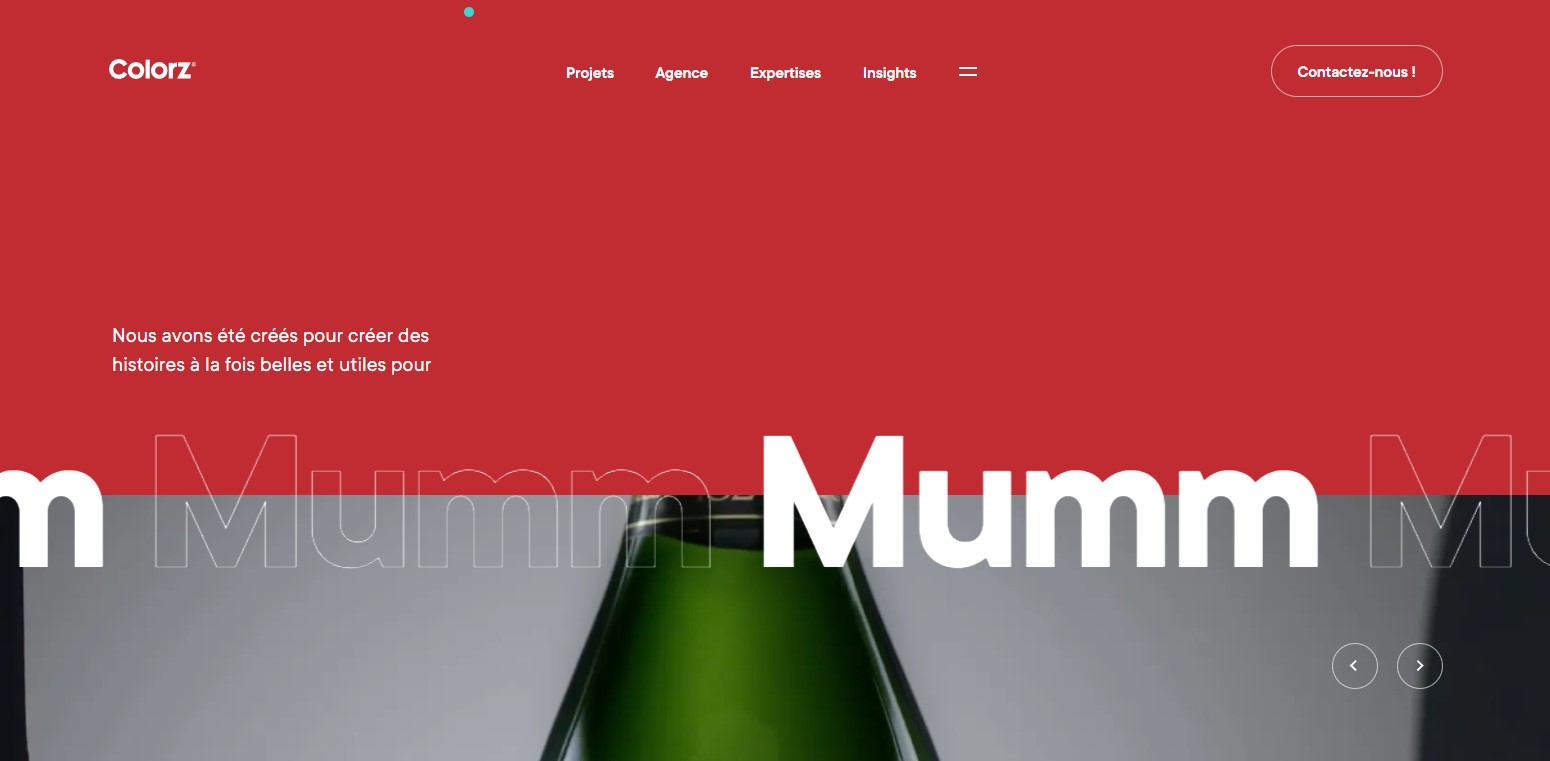 Colorz®
Projets Agence Expertises Insights
Contactez-nous !
Nous avons été créés pour créer des
histoires à la fois belles et utiles pour
m Mumm Mumm Mu